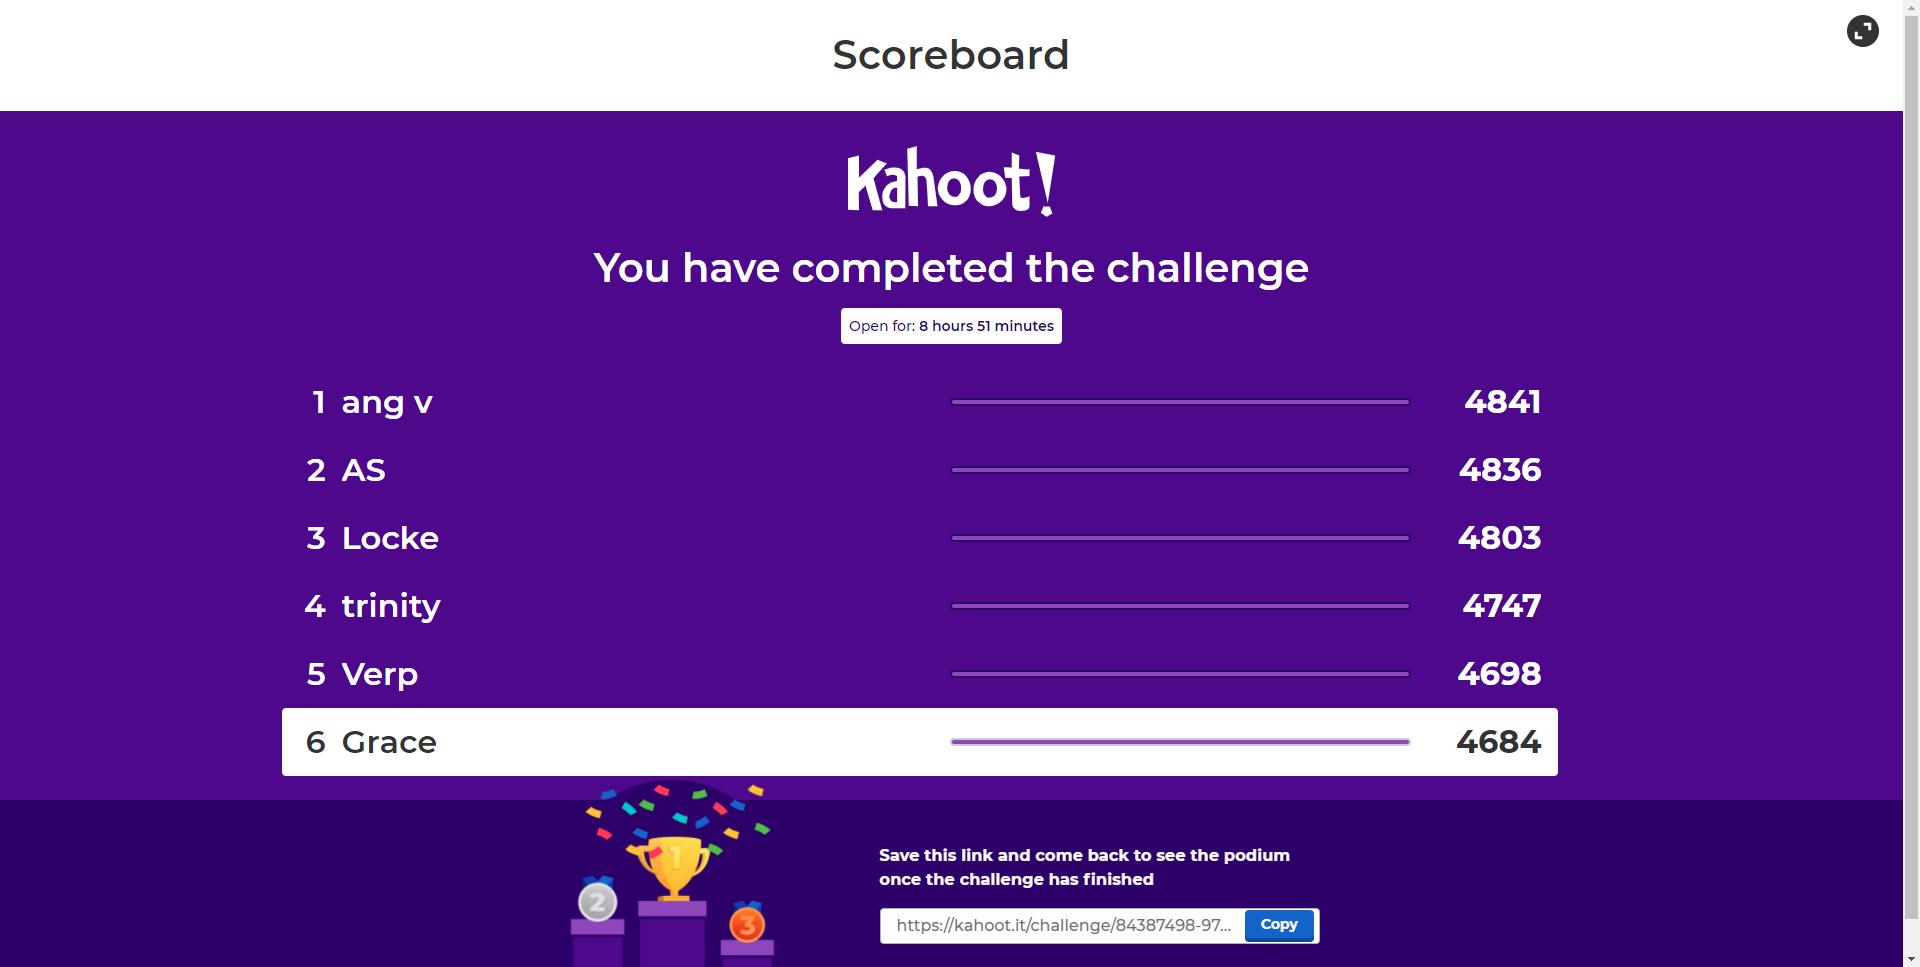 Scoreboard
Kahoot!
You have completed the challenge
Open for: 8 hours 51 minutes
1 ang v 4841
2 AS 4836
3 Locke 4803
4 trinity 4747
5 Verp 4698
6 Grace 4684
1
2
3
Save this link and come back to see the podium
once the challenge has finished
https://kahoot.it/challenge/84387498-97... Copy